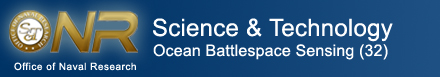 ONR
Office of Naval Research
Science & Technology
Ocean Battlespace Sensing (32)